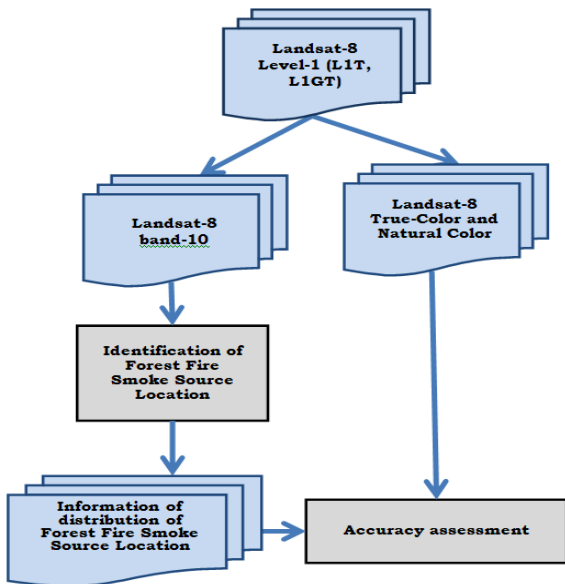 Landsat-8
Level-1 (L1T,
L1GT)
Landsat-8
band-10
Landsat-8
True-Color and
Natural Color
Identification of
Forest Fire
Smoke Source
Location
Information of
distribution of
Forest Fire Smoke
Source Location
Accuracy assessment